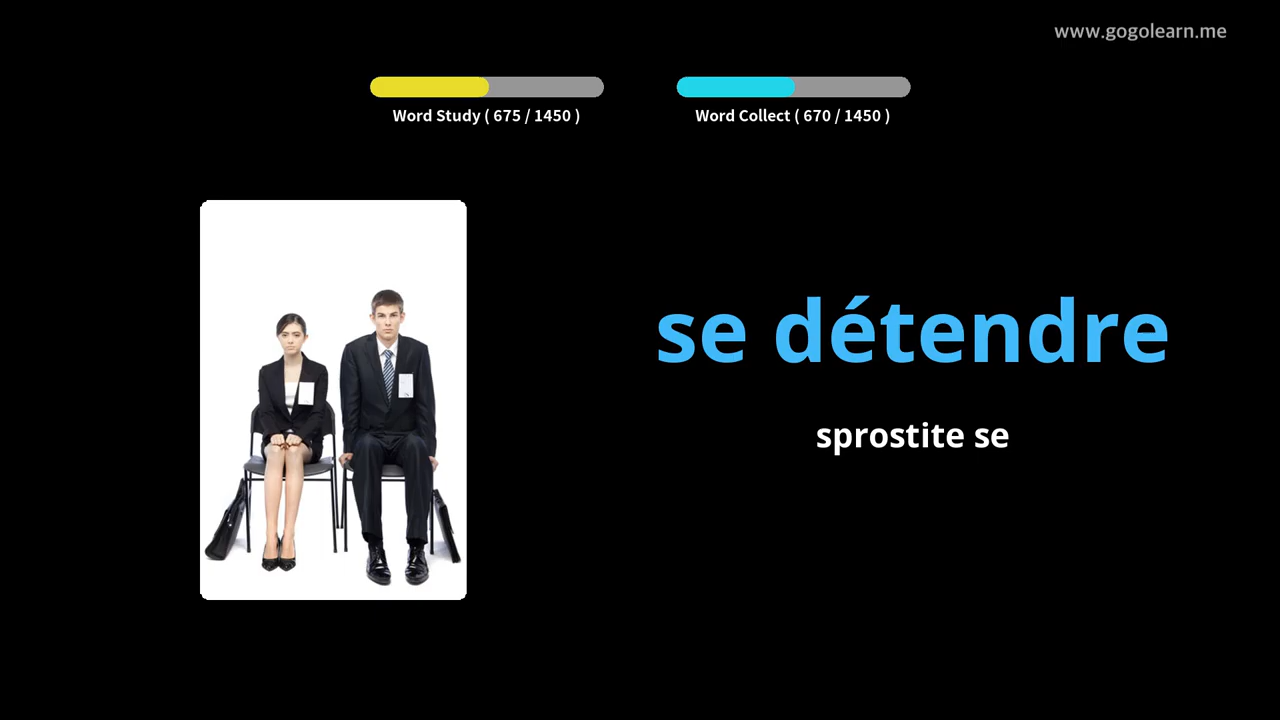 www.gogolearn.me
Word Study ( 675 / 1450 )
Word Collect ( 670 / 1450 )
se détendre
sprostite se